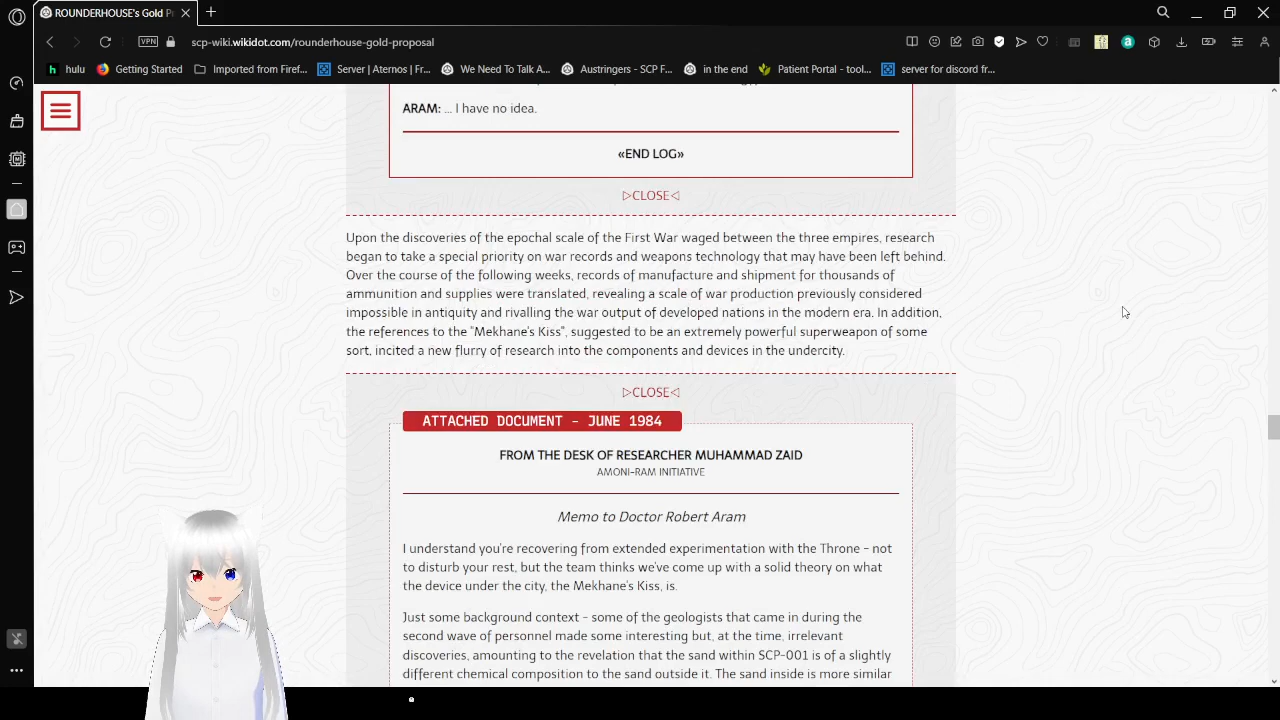 ROUNDERHOUSE's Gold P
scp-wiki.wikidot.com/rounderhouse-gold-proposal
VPN
hulu
Getting Started
Imported from Firef...
Server | Aternos | Fr...
We Need To Talk A...
Austringers - SCP F...
in the end
Patient Portal - tool...
server for discord fr...
ARAM: ... I have no idea.
«END LOG»
▷CLOSE◁
Upon the discoveries of the epochal scale of the First War waged between the three empires, research
began to take a special priority on war records and weapons technology that may have been left behind.
Over the course of the following weeks, records of manufacture and shipment for thousands of
ammunition and supplies were translated, revealing a scale of war production previously considered
impossible in antiquity and rivalling the war output of developed nations in the modern era. In addition,
the references to the "Mekhane's Kiss", suggested to be an extremely powerful superweapon of some
sort, incited a new flurry of research into the components and devices in the undercity.
▷CLOSE◁
ATTACHED DOCUMENT - JUNE 1984
FROM THE DESK OF RESEARCHER MUHAMMAD ZAID
AMONI-RAM INITIATIVE
Memo to Doctor Robert Aram
I understand you're recovering from extended experimentation with the Throne - not
to disturb your rest, but the team thinks we've come up with a solid theory on what
the device under the city, the Mekhane's Kiss, is.
Just some background context - some of the geologists that came in during the
second wave of personnel made some interesting but, at the time, irrelevant
discoveries, amounting to the revelation that the sand within SCP-001 is of a slightly
different chemical composition to the sand outside it. The sand inside is more similar